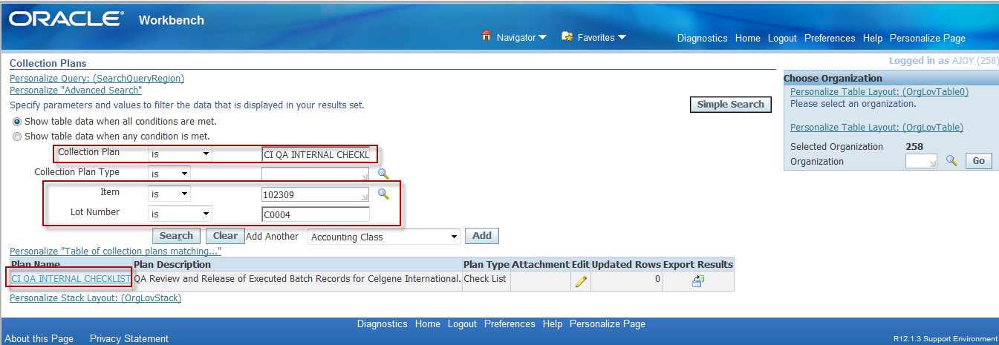 ORACLE Workbench
Navigator Favorites Diagnostics Home Logout Preferences Help Personalize Page
Logged in as AJOY (258)
Collection Plans
Personalize Query: (SearchQueryRegion)
Personalize "Advanced Search"
Specify parameters and values to filter the data that is displayed in your results set.
Simple Search
Show table data when all conditions are met.
Show table data when any condition is met.
Collection Plan is CI QA INTERNAL CHECKL
Collection Plan Type is
Item is 102309
Lot Number is C0004
Search Clear Add Another Accounting Class Add
Personalize "Table of collection plans matching..."
Plan Name Plan Description Plan Type Attachment Edit Updated Rows Export Results
CI QA INTERNAL CHECKLIST QA Review and Release of Executed Batch Records for Celgene International. Check List 0
Personalize Stack Layout: (OrgLovStack)
Choose Organization
Personalize Table Layout: (OrgLovTable0)
Please select an organization.
Personalize Table Layout: (OrgLovTable)
Selected Organization 258
Organization Go
Diagnostics Home Logout Preferences Help Personalize Page
About this Page Privacy Statement R12.1.3 Support Environment